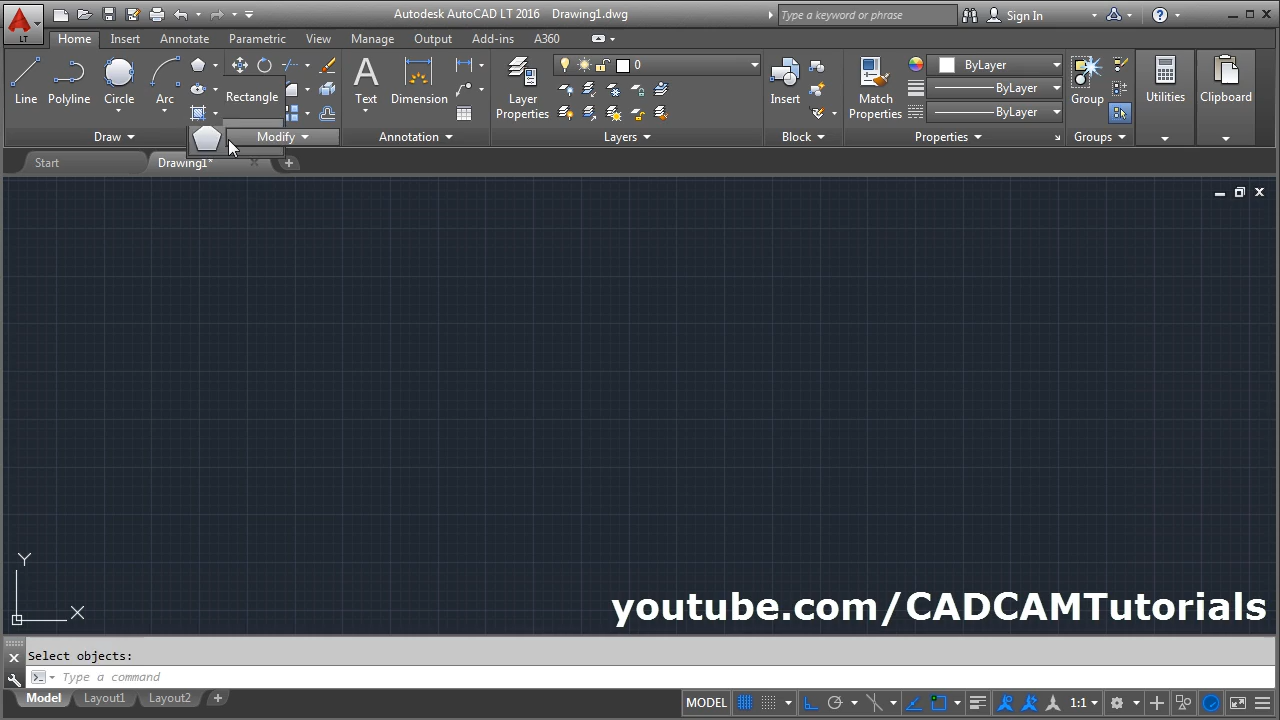 Autodesk AutoCAD LT 2016 Drawing1.dwg
Type a keyword or phrase
Sign In
LT
Home Insert Annotate Parametric View Manage Output Add-ins A360
Line Polyline Circle Arc
Rectangle
Text Dimension
Layer
Properties
0
Insert
Match
Properties
ByLayer
ByLayer
ByLayer
Group
Utilities
Clipboard
Draw Modify Annotation Layers Block Properties Groups
Start Drawing1*
Y
X
youtube.com/CADCAMTutorials
Select objects:
Type a command
Model Layout1 Layout2
MODEL 1:1